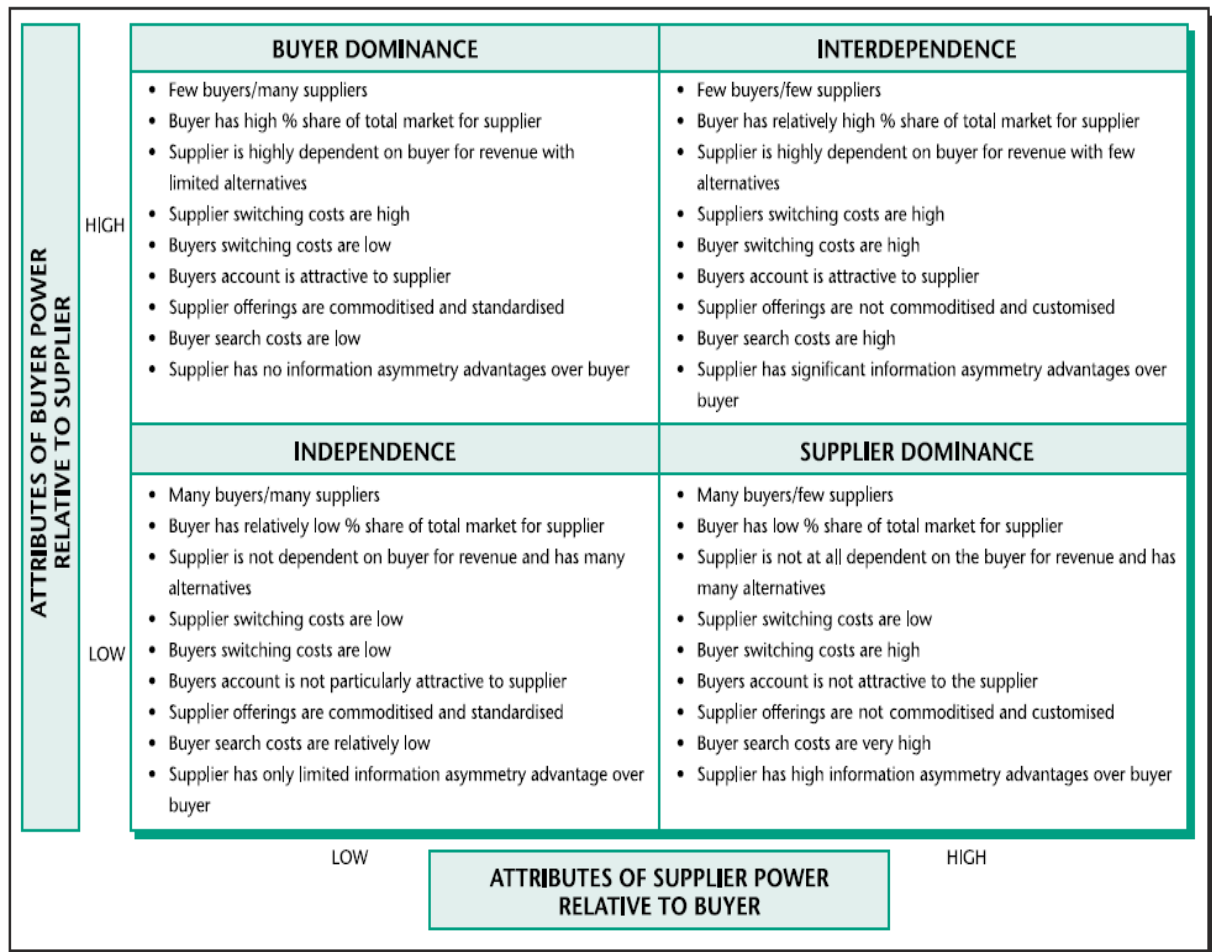 ATTRIBUTES OF BUYER POWER
RELATIVE TO SUPPLIER
HIGH
LOW
BUYER DOMINANCE
• Few buyers/many suppliers
• Buyer has high % share of total market for supplier
• Supplier is highly dependent on buyer for revenue with
limited alternatives
• Supplier switching costs are high
• Buyers switching costs are low
• Buyers account is attractive to supplier
• Supplier offerings are commoditised and standardised
• Buyer search costs are low
• Supplier has no information asymmetry advantages over buyer
INTERDEPENDENCE
• Few buyers/few suppliers
• Buyer has relatively high % share of total market for supplier
• Supplier is highly dependent on buyer for revenue with few
alternatives
• Suppliers switching costs are high
• Buyer switching costs are high
• Buyers account is attractive to supplier
• Supplier offerings are not commoditised and customised
• Buyer search costs are high
• Supplier has significant information asymmetry advantages over
buyer
INDEPENDENCE
• Many buyers/many suppliers
• Buyer has relatively low % share of total market for supplier
• Supplier is not dependent on buyer for revenue and has many
alternatives
• Supplier switching costs are low
• Buyers switching costs are low
• Buyers account is not particularly attractive to supplier
• Supplier offerings are commoditised and standardised
• Buyer search costs are relatively low
• Supplier has only limited information asymmetry advantage over
buyer
SUPPLIER DOMINANCE
• Many buyers/few suppliers
• Buyer has low % share of total market for supplier
• Supplier is not at all dependent on the buyer for revenue and has
many alternatives
• Supplier switching costs are low
• Buyer switching costs are high
• Buyers account is not attractive to the supplier
• Supplier offerings are not commoditised and customised
• Buyer search costs are very high
• Supplier has high information asymmetry advantages over buyer
LOW
HIGH
ATTRIBUTES OF SUPPLIER POWER
RELATIVE TO BUYER